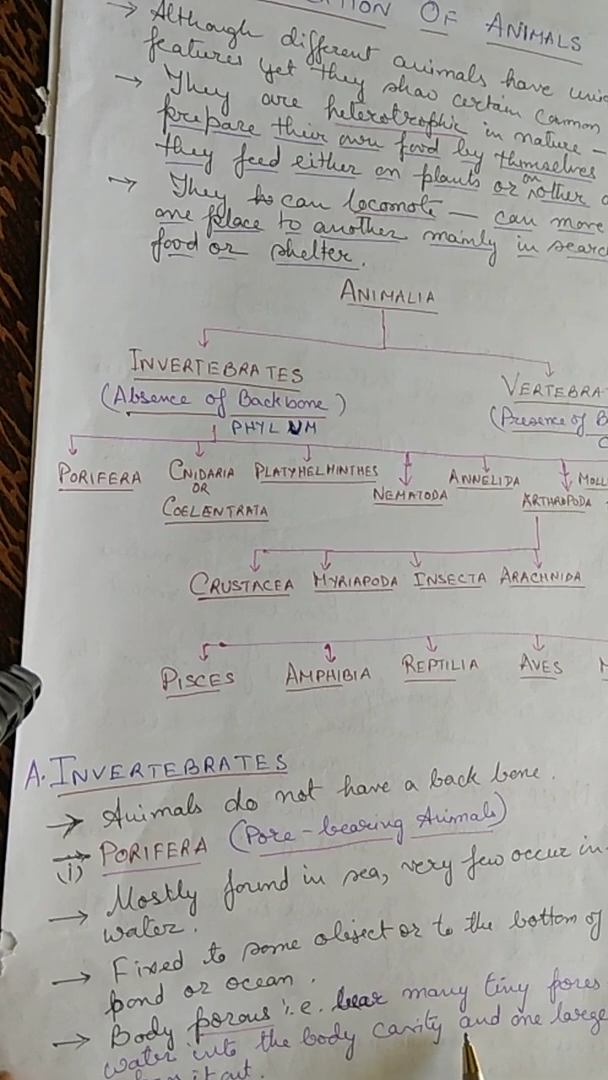 OF ANIMALS
→ Although different animals have
features yet they show certain common
→ They are heterotrophic in nature –
prepare their own food by themselves
they feed either on plants or on other
→ They can locomote — can move
one place to another mainly in search
food or shelter.
ANIMALIA
INVERTEBRATES
(Absence of Backbone)
VERTEBRA
(Presence of B
PHYLUM
PORIFERA
CNIDARIA
OR
COELENTRATA
PLATYHELMINTHES
NEMATODA
ANNELIDA
ARTHROPODA
MOLL
CRUSTACEA MYRIAPODA INSECTA ARACHNIDA
PISCES AMPHIBIA REPTILIA AVES M
A. INVERTEBRATES
→ Animals do not have a back bone.
→ (i) PORIFERA (Pore-bearing Animals)
→ Mostly found in sea, very few occur in
water.
→ Fixed to some object or to the bottom of
pond or ocean.
→ Body porous i.e. bear many tiny pores
water into the body cavity and one large
it out.